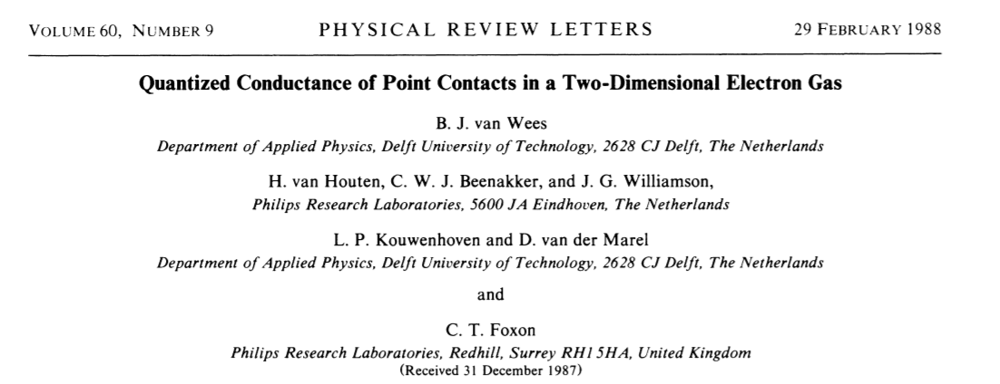 VOLUME 60, NUMBER 9 PHYSICAL REVIEW LETTERS 29 FEBRUARY 1988
Quantized Conductance of Point Contacts in a Two-Dimensional Electron Gas
B. J. van Wees
Department of Applied Physics, Delft University of Technology, 2628 CJ Delft, The Netherlands
H. van Houten, C. W. J. Beenakker, and J. G. Williamson,
Philips Research Laboratories, 5600 JA Eindhoven, The Netherlands
L. P. Kouwenhoven and D. van der Marel
Department of Applied Physics, Delft University of Technology, 2628 CJ Delft, The Netherlands
and
C. T. Foxon
Philips Research Laboratories, Redhill, Surrey RH1 5HA, United Kingdom
(Received 31 December 1987)